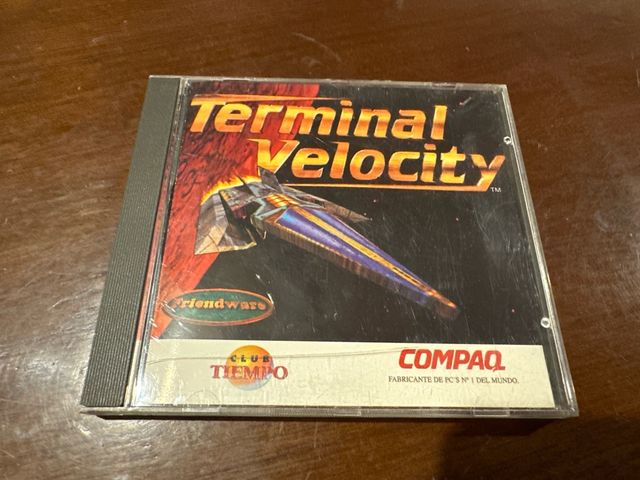 Terminal
Velocity
TM
Friendware
CLUB
TIEMPO
COMPAQ
FABRICANTE DE PC'S Nº 1 DEL MUNDO.